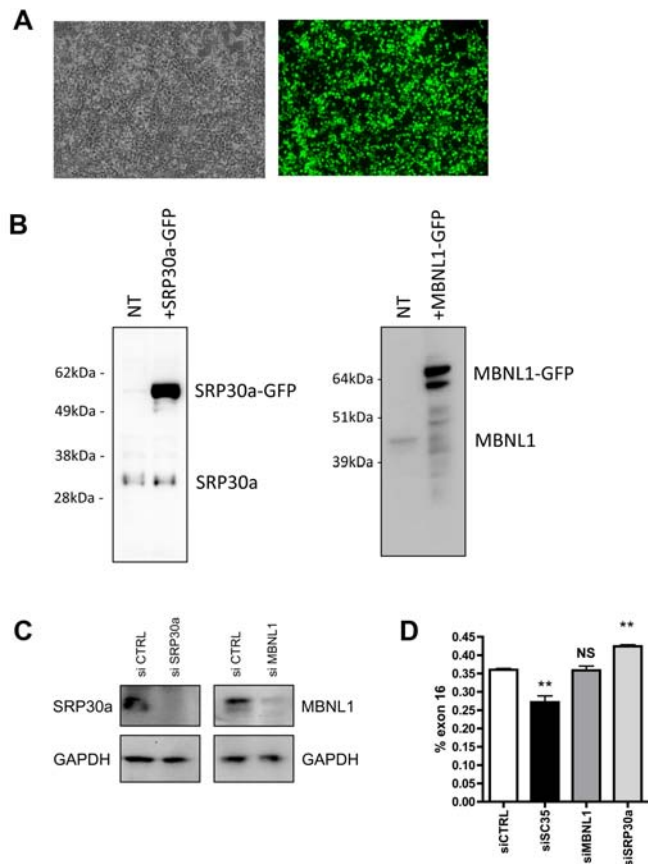 A
B
NT
+SRP30a-GFP
62kDa -
49kDa -
38kDa -
28kDa -
SRP30a-GFP
SRP30a
NT
+MBNL1-GFP
64kDa -
51kDa -
39kDa -
MBNL1-GFP
MBNL1
C
si CTRL
si SRP30a
si CTRL
si MBNL1
SRP30a
MBNL1
GAPDH
GAPDH
D
% exon 16
0.45
0.40
0.35
0.30
0.25
0.20
0.15
0.10
0.05
0.00
**
NS
**
siCTRL
siSC35
siMBNL1
siSRP30a